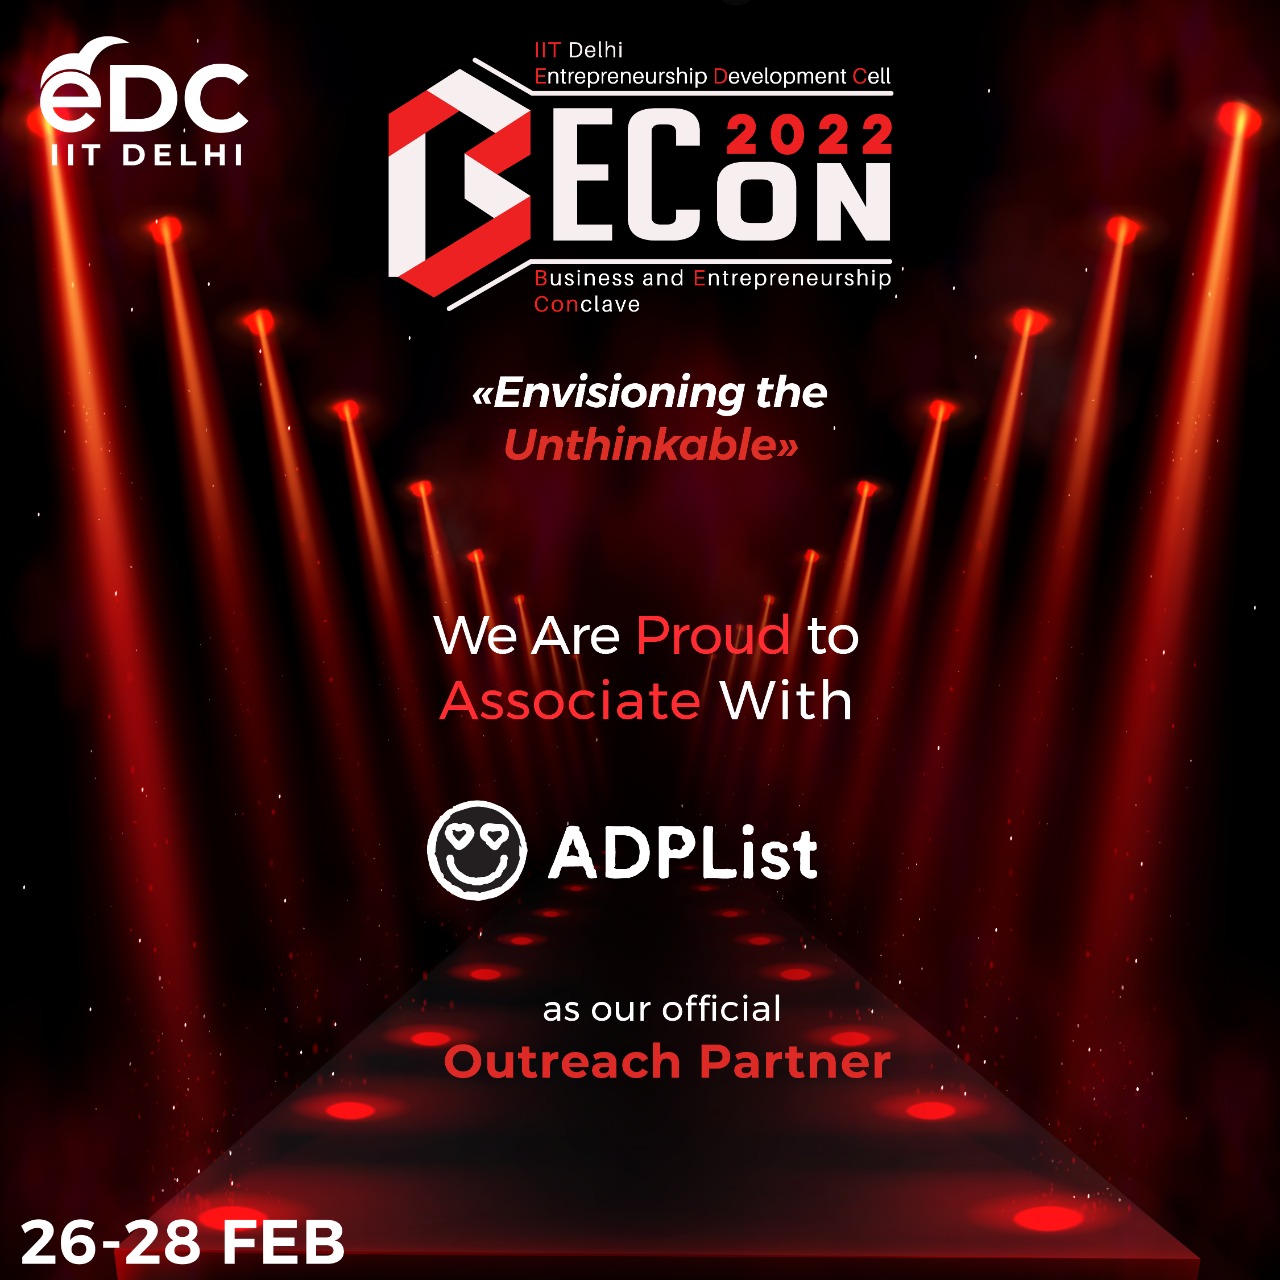 eDC
IIT DELHI
IIT Delhi
Entrepreneurship Development Cell
BECon
2022
Business and Entrepreneurship
Conclave
«Envisioning the
Unthinkable»
We Are Proud to
Associate With
ADPList
as our official
Outreach Partner
26-28 FEB